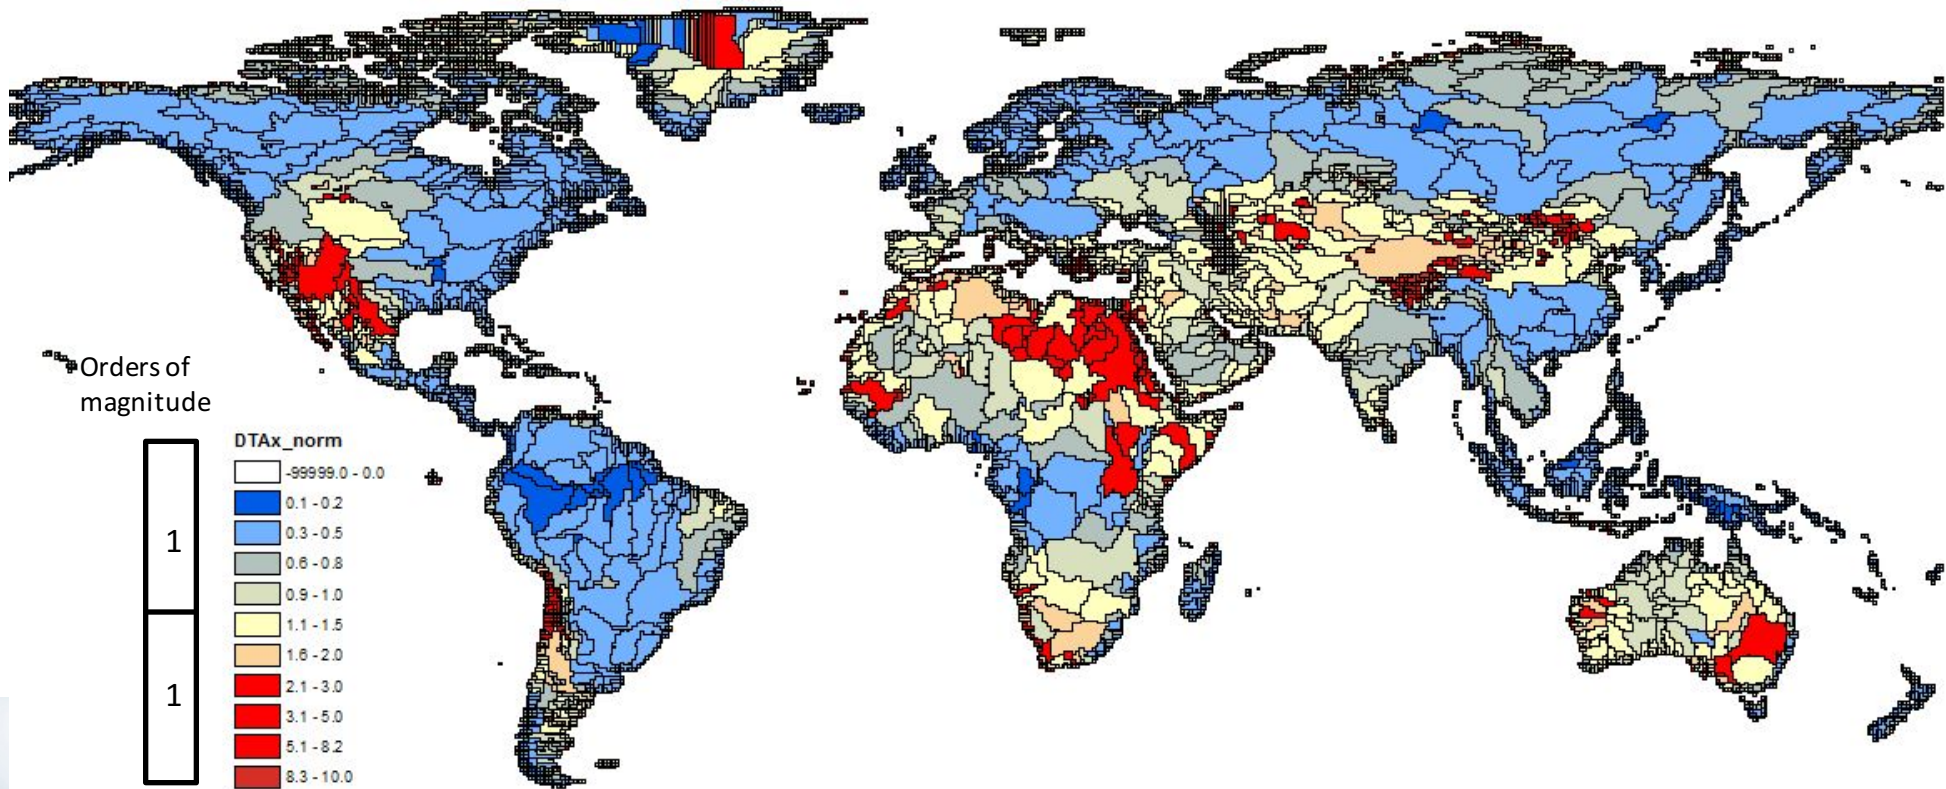 Orders of
magnitude
1
1
DTAx_norm
-99999.0 - 0.0
0.1 - 0.2
0.3 - 0.5
0.6 - 0.8
0.9 - 1.0
1.1 - 1.5
1.6 - 2.0
2.1 - 3.0
3.1 - 5.0
5.1 - 8.2
8.3 - 10.0